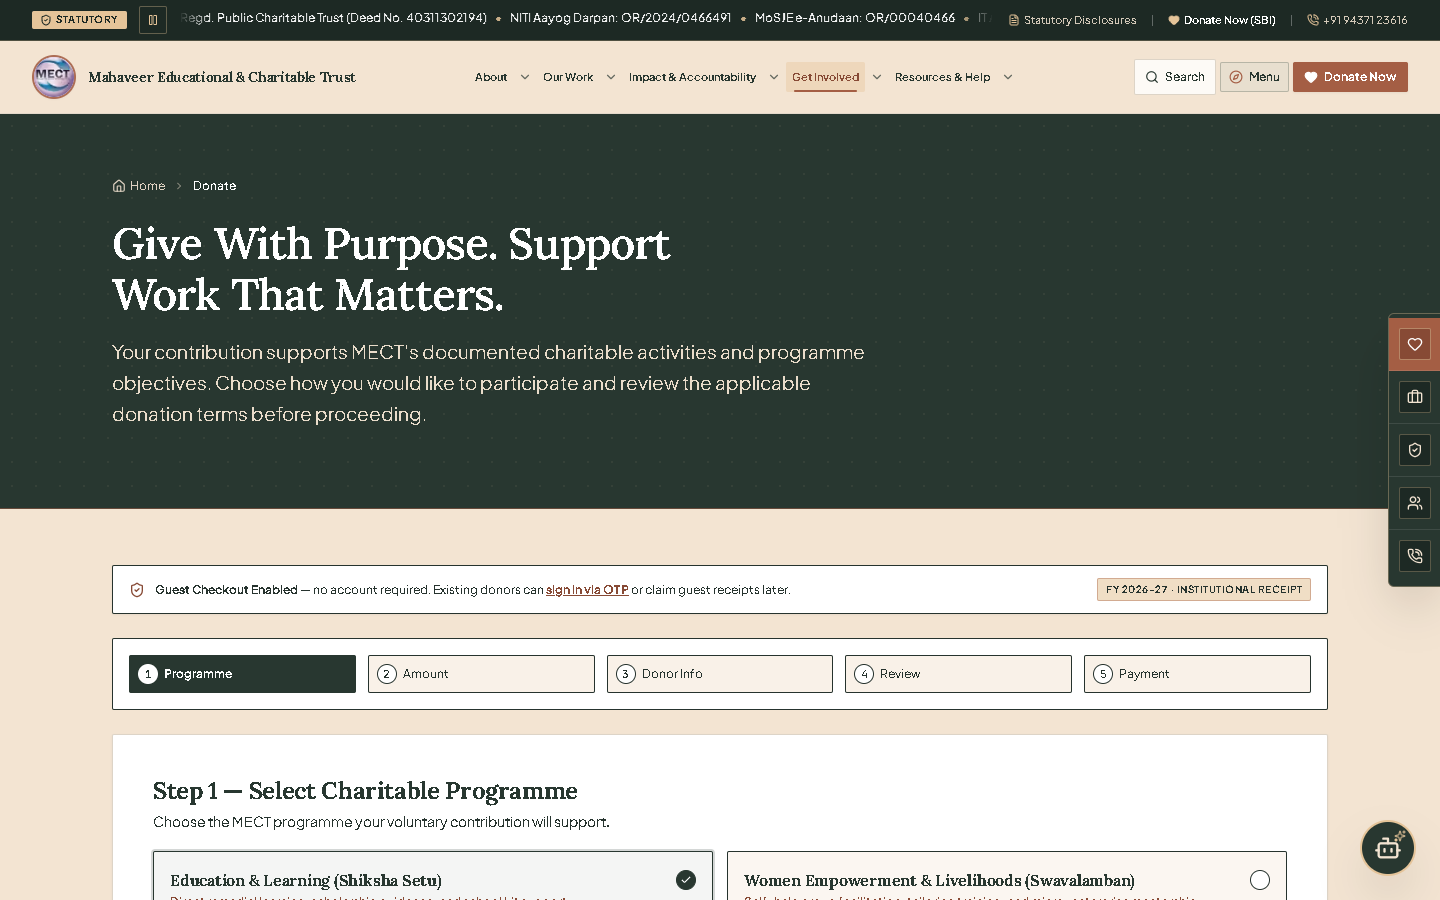 STATUTORY
Regd. Public Charitable Trust (Deed No. 40311302194) • NITI Aayog Darpan: OR/2024/0466491 • MoSJE e-Anudaan: OR/00040466 • IT
Statutory Disclosures
Donate Now (SBI)
+91 94371 23616
MECT
Mahaveer Educational & Charitable Trust
About
Our Work
Impact & Accountability
Get Involved
Resources & Help
Search
Menu
Donate Now
Home > Donate
Give With Purpose. Support
Work That Matters.
Your contribution supports MECT's documented charitable activities and programme
objectives. Choose how you would like to participate and review the applicable
donation terms before proceeding.
Guest Checkout Enabled — no account required. Existing donors can sign in via OTP or claim guest receipts later.
FY 2026-27 · INSTITUTIONAL RECEIPT
1 Programme
2 Amount
3 Donor Info
4 Review
5 Payment
Step 1 — Select Charitable Programme
Choose the MECT programme your voluntary contribution will support.
Education & Learning (Shiksha Setu)
Women Empowerment & Livelihoods (Swavalamban)